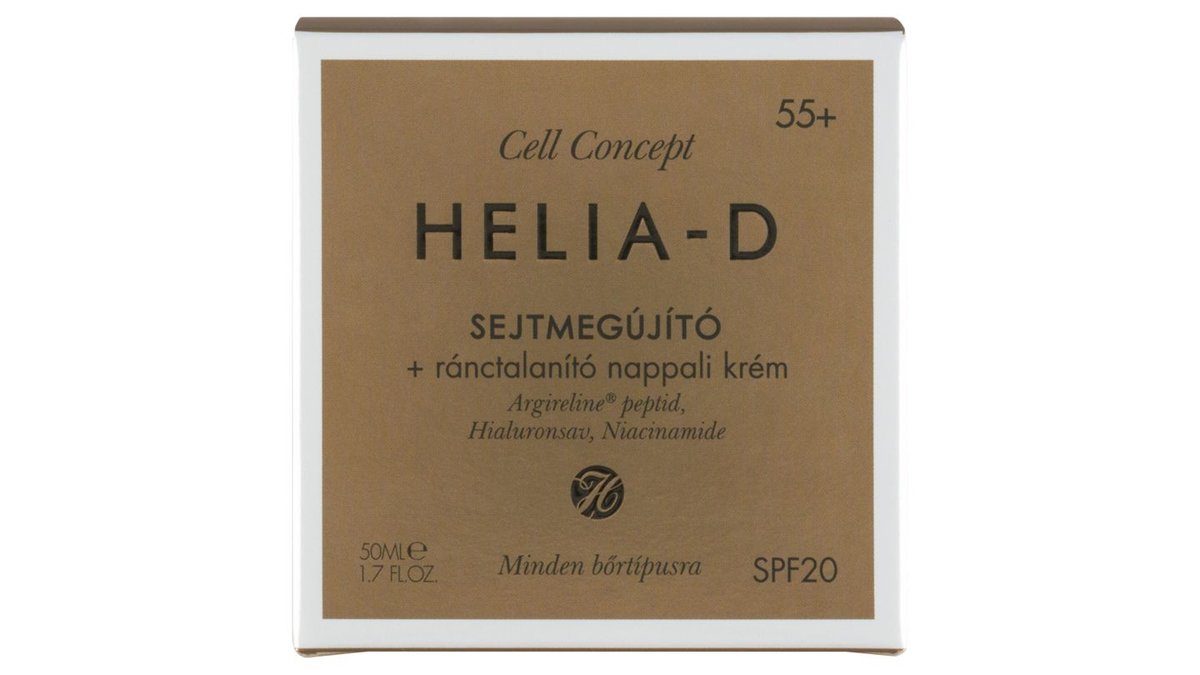 55+
Cell Concept
HELIA-D
SEJTMEGÚJÍTÓ
+ ránctalanító nappali krém
Argireline® peptid,
Hialuronsav, Niacinamide
H
50ML℮
1.7 FL.OZ.
Minden bőrtípusra
SPF20